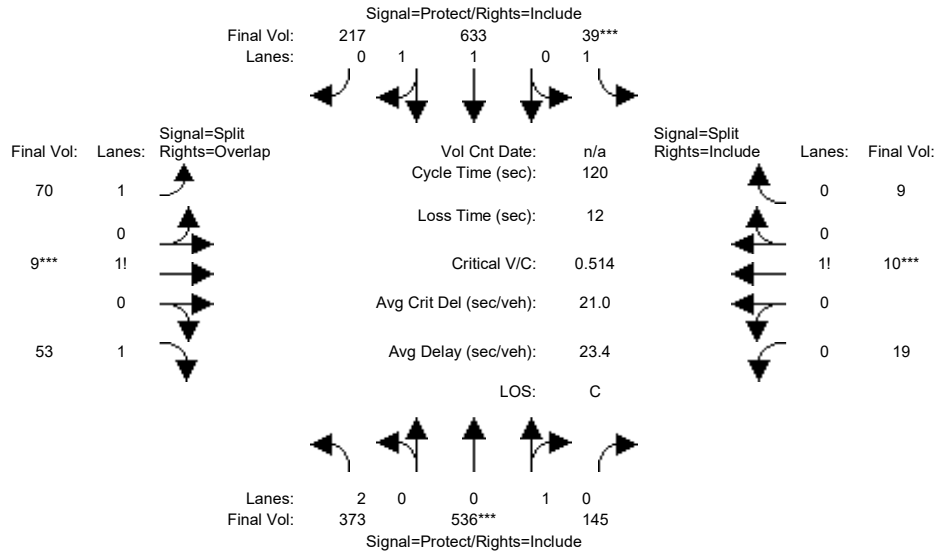 Signal=Protect/Rights=Include
Final Vol: 217 633 39***
Lanes: 0 1 1 0 1
Signal=Split
Final Vol: Lanes: Rights=Overlap
Vol Cnt Date: n/a
Signal=Split
Rights=Include Lanes: Final Vol:
Cycle Time (sec): 120
70 1
0 9
Loss Time (sec): 12
0
0
9*** 1!
Critical V/C: 0.514
1! 10***
0
Avg Crit Del (sec/veh): 21.0
0
53 1
Avg Delay (sec/veh): 23.4
0 19
LOS: C
Lanes: 2 0 0 1 0
Final Vol: 373 536*** 145
Signal=Protect/Rights=Include